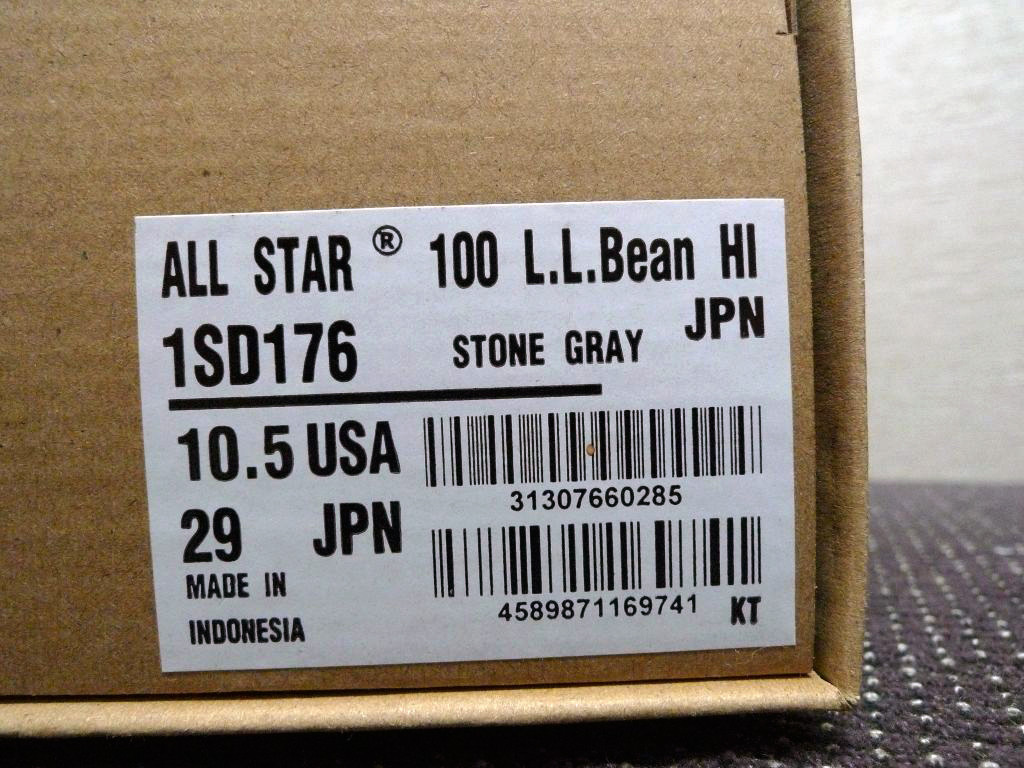 ALL STAR ® 100 L.L.Bean HI
JPN
1SD176 STONE GRAY
10.5 USA
31307660285
29 JPN
4589871169741 KT
MADE IN
INDONESIA